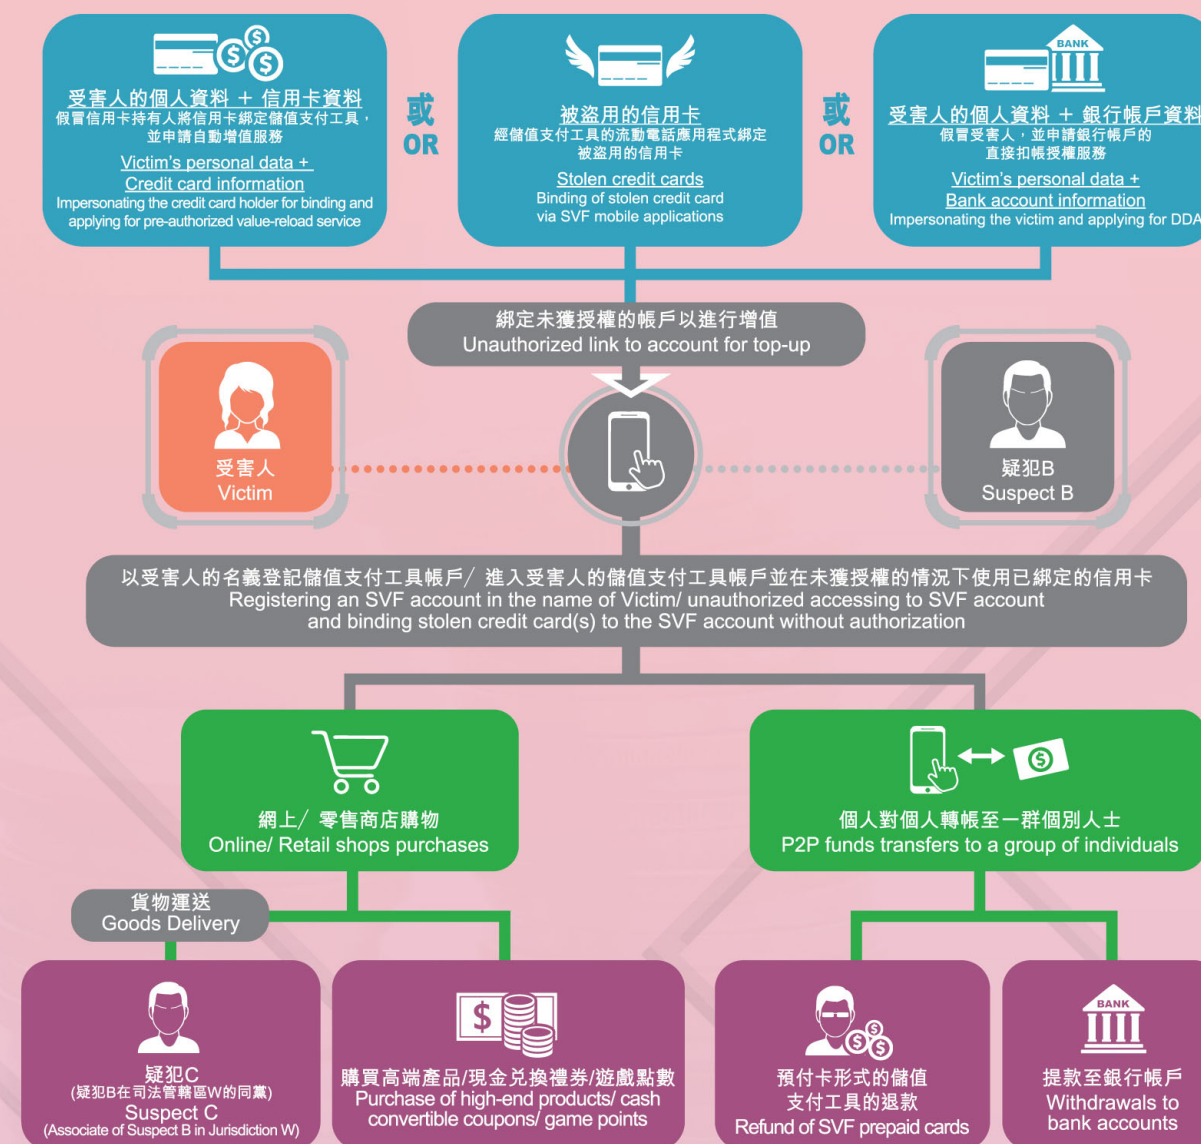 受害人的個人資料 + 信用卡資料
假冒信用卡持有人將信用卡綁定儲值支付工具，
並申請自動增值服務
Victim's personal data +
Credit card information
Impersonating the credit card holder for binding and
applying for pre-authorized value-reload service
或
OR
被盜用的信用卡
經儲值支付工具的流動電話應用程式綁定
被盜用的信用卡
Stolen credit cards
Binding of stolen credit card
via SVF mobile applications
或
OR
BANK
受害人的個人資料 + 銀行帳戶資料
假冒受害人，並申請銀行帳戶的
直接扣帳授權服務
Victim's personal data +
Bank account information
Impersonating the victim and applying for DDA
綁定未獲授權的帳戶以進行增值
Unauthorized link to account for top-up
受害人
Victim
疑犯B
Suspect B
以受害人的名義登記儲值支付工具帳戶/ 進入受害人的儲值支付工具帳戶並在未獲授權的情況下使用已綁定的信用卡
Registering an SVF account in the name of Victim/ unauthorized accessing to SVF account
and binding stolen credit card(s) to the SVF account without authorization
網上/ 零售商店購物
Online/ Retail shops purchases
個人對個人轉帳至一群個別人士
P2P funds transfers to a group of individuals
貨物運送
Goods Delivery
疑犯C
(疑犯B在司法管轄區W的同黨)
Suspect C
(Associate of Suspect B in Jurisdiction W)
購買高端產品/現金兌換禮券/遊戲點數
Purchase of high-end products/ cash
convertible coupons/ game points
預付卡形式的儲值
支付工具的退款
Refund of SVF prepaid cards
BANK
提款至銀行帳戶
Withdrawals to
bank accounts